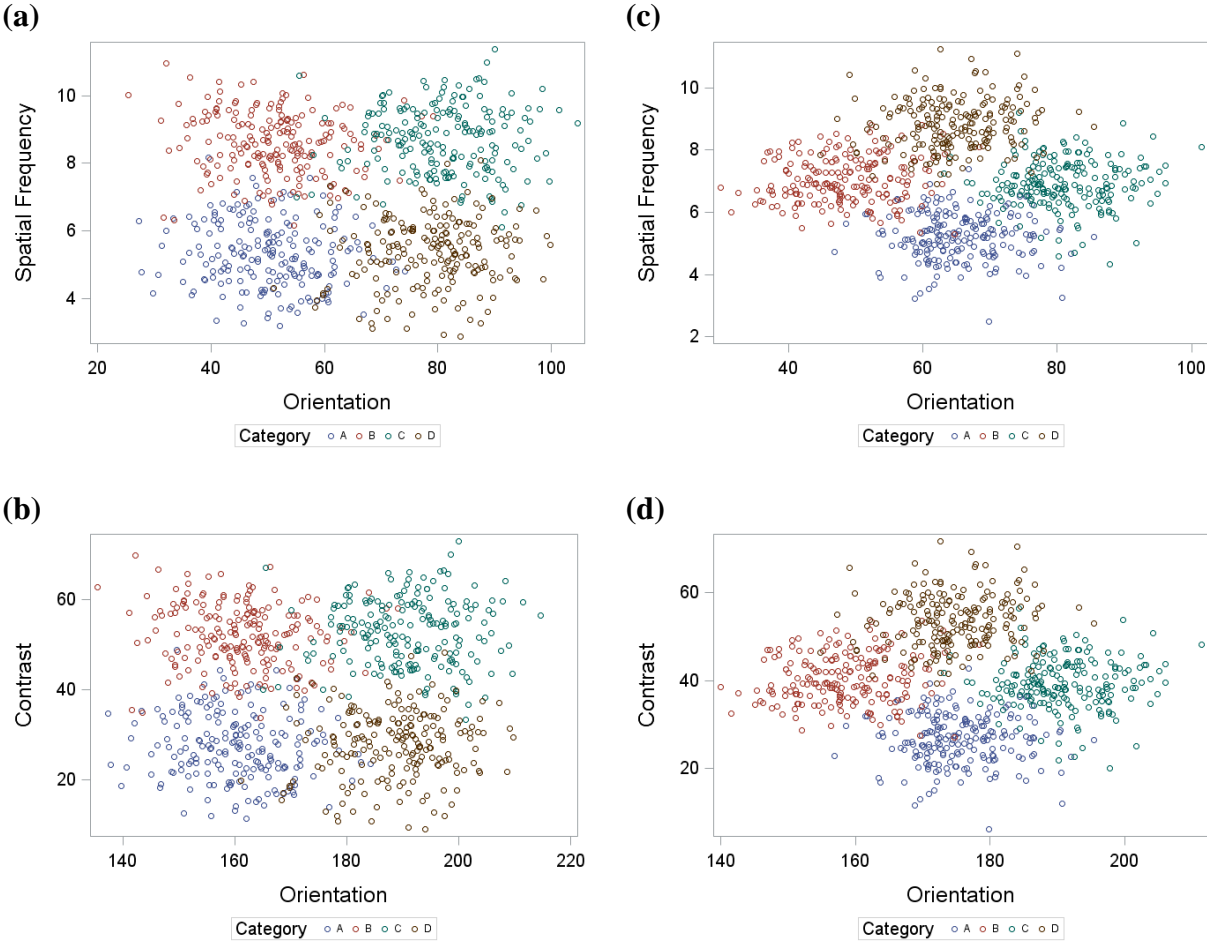 (a)
Spatial Frequency
10
8
6
4
20 40 60 80 100
Orientation
Category A B C D
(c)
Spatial Frequency
10
8
6
4
2
40 60 80 100
Orientation
Category A B C D
(b)
Contrast
60
40
20
140 160 180 200 220
Orientation
Category A B C D
(d)
Contrast
60
40
20
140 160 180 200
Orientation
Category A B C D